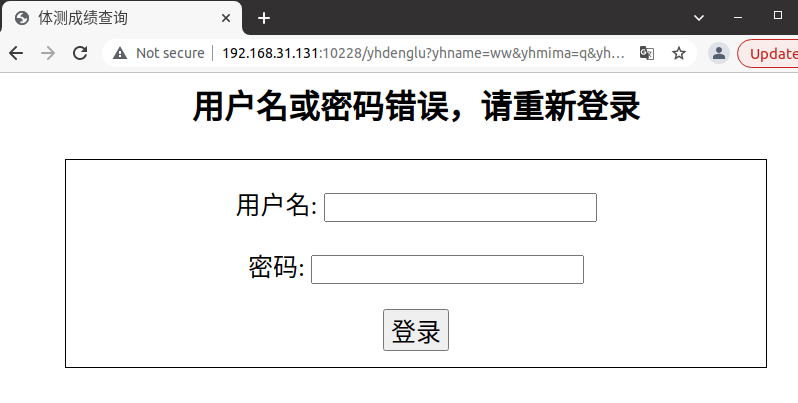 体测成绩查询
Not secure 192.168.31.131:10228/yhdenglu?yhname=ww&yhmima=q&yh... Update
用户名或密码错误，请重新登录
用户名:
密码:
登录